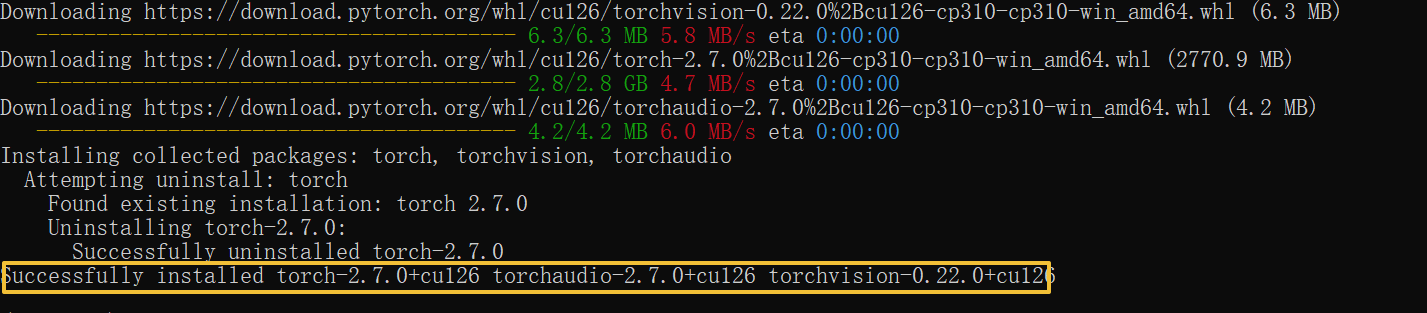 Downloading https://download.pytorch.org/whl/cu126/torchvision-0.22.0%2Bcu126-cp310-cp310-win_amd64.whl (6.3 MB)
---------------------------------------- 6.3/6.3 MB 5.8 MB/s eta 0:00:00
Downloading https://download.pytorch.org/whl/cu126/torch-2.7.0%2Bcu126-cp310-cp310-win_amd64.whl (2770.9 MB)
---------------------------------------- 2.8/2.8 GB 4.7 MB/s eta 0:00:00
Downloading https://download.pytorch.org/whl/cu126/torchaudio-2.7.0%2Bcu126-cp310-cp310-win_amd64.whl (4.2 MB)
---------------------------------------- 4.2/4.2 MB 6.0 MB/s eta 0:00:00
Installing collected packages: torch, torchvision, torchaudio
Attempting uninstall: torch
Found existing installation: torch 2.7.0
Uninstalling torch-2.7.0:
Successfully uninstalled torch-2.7.0
Successfully installed torch-2.7.0+cu126 torchaudio-2.7.0+cu126 torchvision-0.22.0+cu126